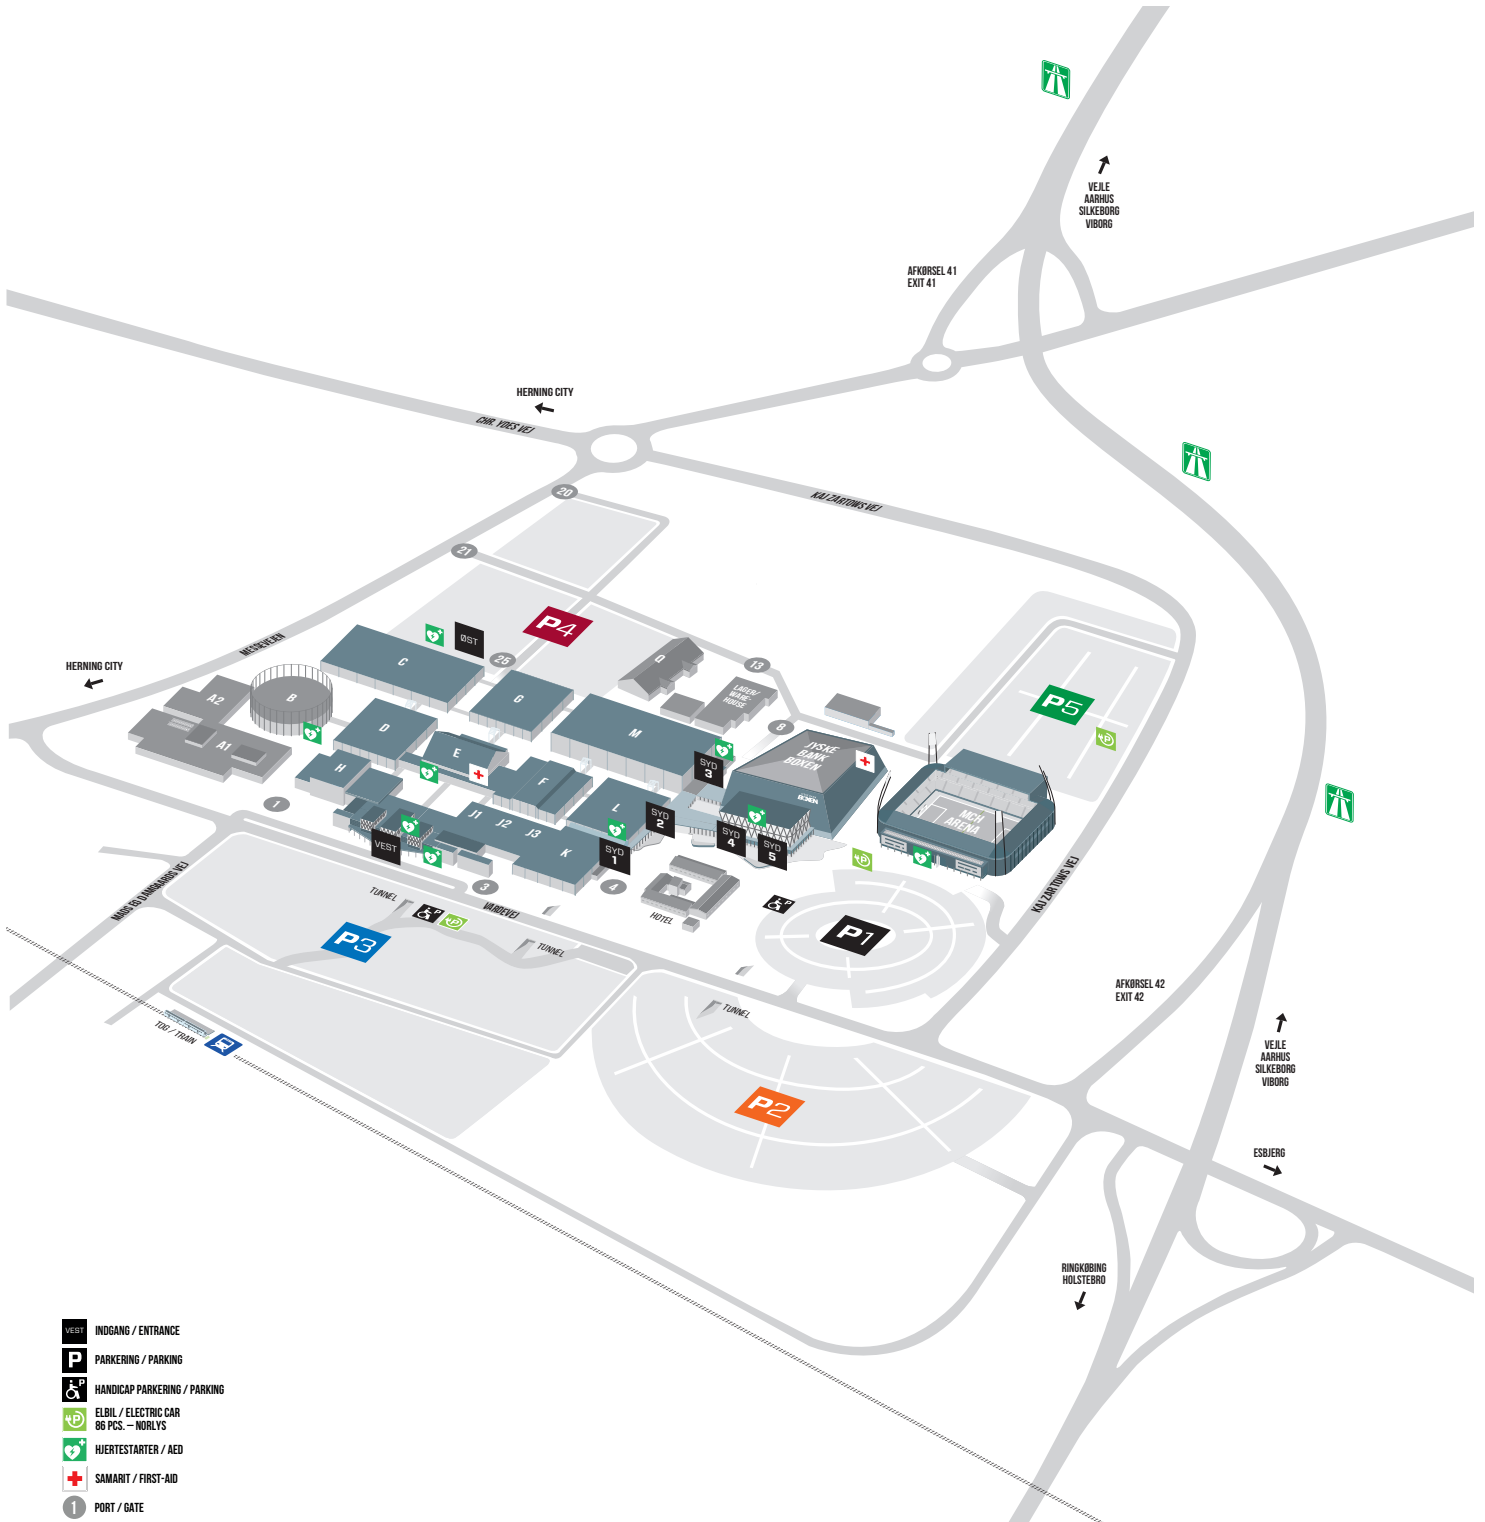 VEJLE
AARHUS
SILKEBORG
VIBORG
AFKØRSEL 41
EXIT 41
HERNING CITY
CHR. YDES VEJ
20
KAJ ZARTOWS VEJ
21
P4
ØST
MESSEVEJEN
25
HERNING CITY
C
Q
13
LAGER/
WARE-
HOUSE
P5
A2
B
G
D
M
8
A1
E
JYSKE
BANK
BOXEN
H
F
SYD
3
BOXEN
1
J1
J2
J3
L
SYD
2
MCH
ARENA
VEST
K
SYD
1
SYD
4
SYD
5
3
4
MADS EG DAMGAARDS VEJ
TUNNEL
VARDEVEJ
HOTEL
P
P1
KAJ ZARTOWS VEJ
P
P3
TUNNEL
AFKØRSEL 42
EXIT 42
TUNNEL
TOG / TRAIN
VEJLE
AARHUS
SILKEBORG
VIBORG
P2
ESBJERG
RINGKØBING
HOLSTEBRO
VEST INDGANG / ENTRANCE
P PARKERING / PARKING
P HANDICAP PARKERING / PARKING
P ELBIL / ELECTRIC CAR
86 PCS. – NORLYS
HJERTESTARTER / AED
SAMARIT / FIRST-AID
1 PORT / GATE